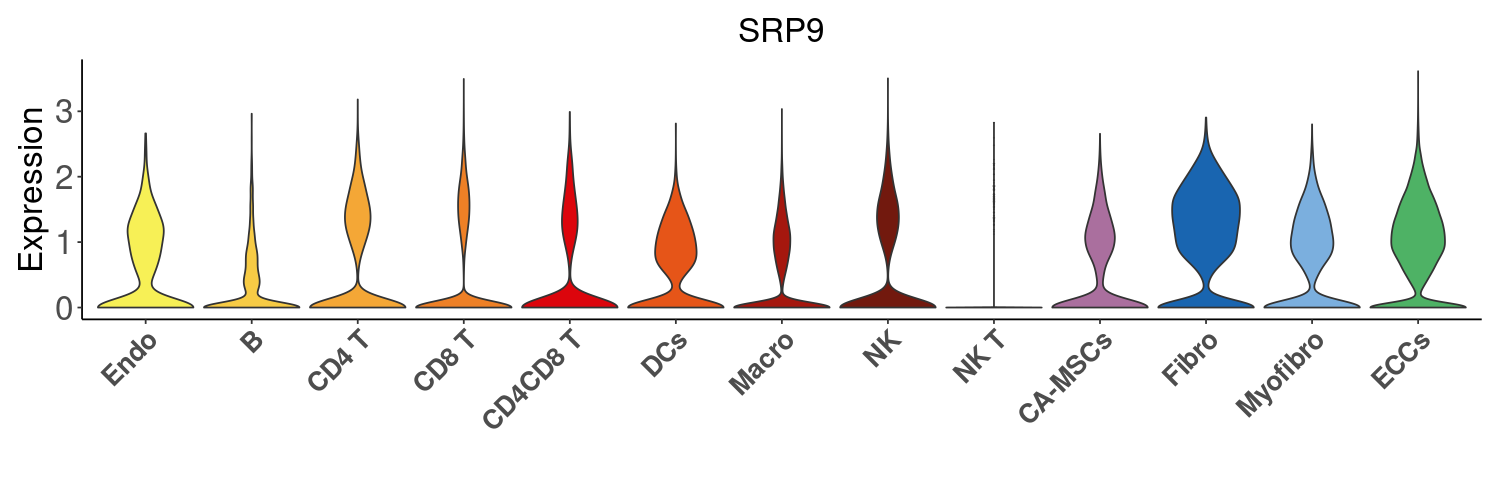 SRP9
Expression
3
2
1
0
Endo
B
CD4 T
CD8 T
CD4CD8 T
DCs
Macro
NK
NK T
CA-MSCs
Fibro
Myofibro
ECCs